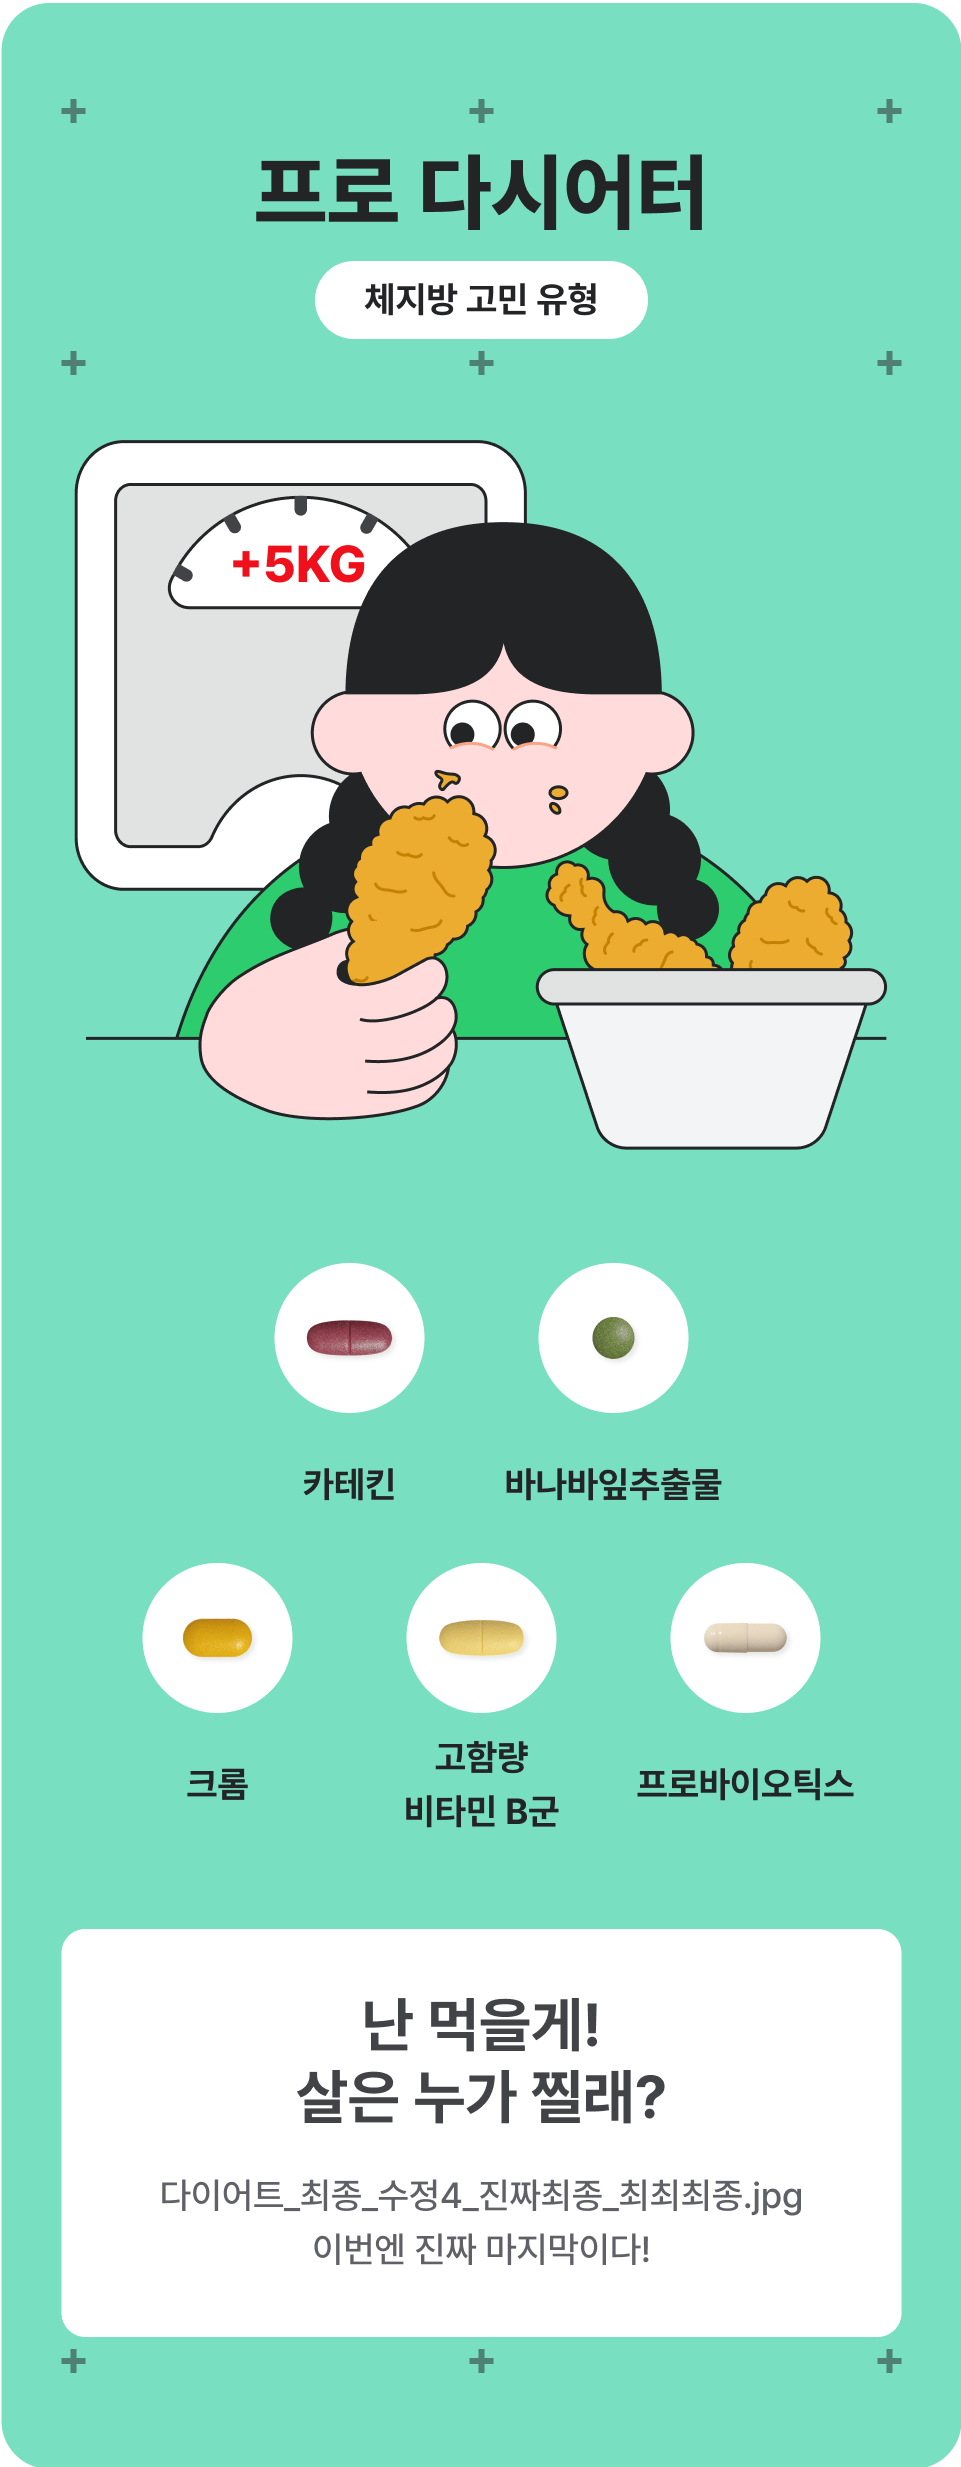 프로 다시어터
체지방 고민 유형
+5KG
카테킨
바나바잎추출물
크롬
고함량
비타민 B군
프로바이오틱스
난 먹을게!
살은 누가 찔래?
다이어트_최종_수정4_진짜최종_최최최종.jpg
이번엔 진짜 마지막이다!